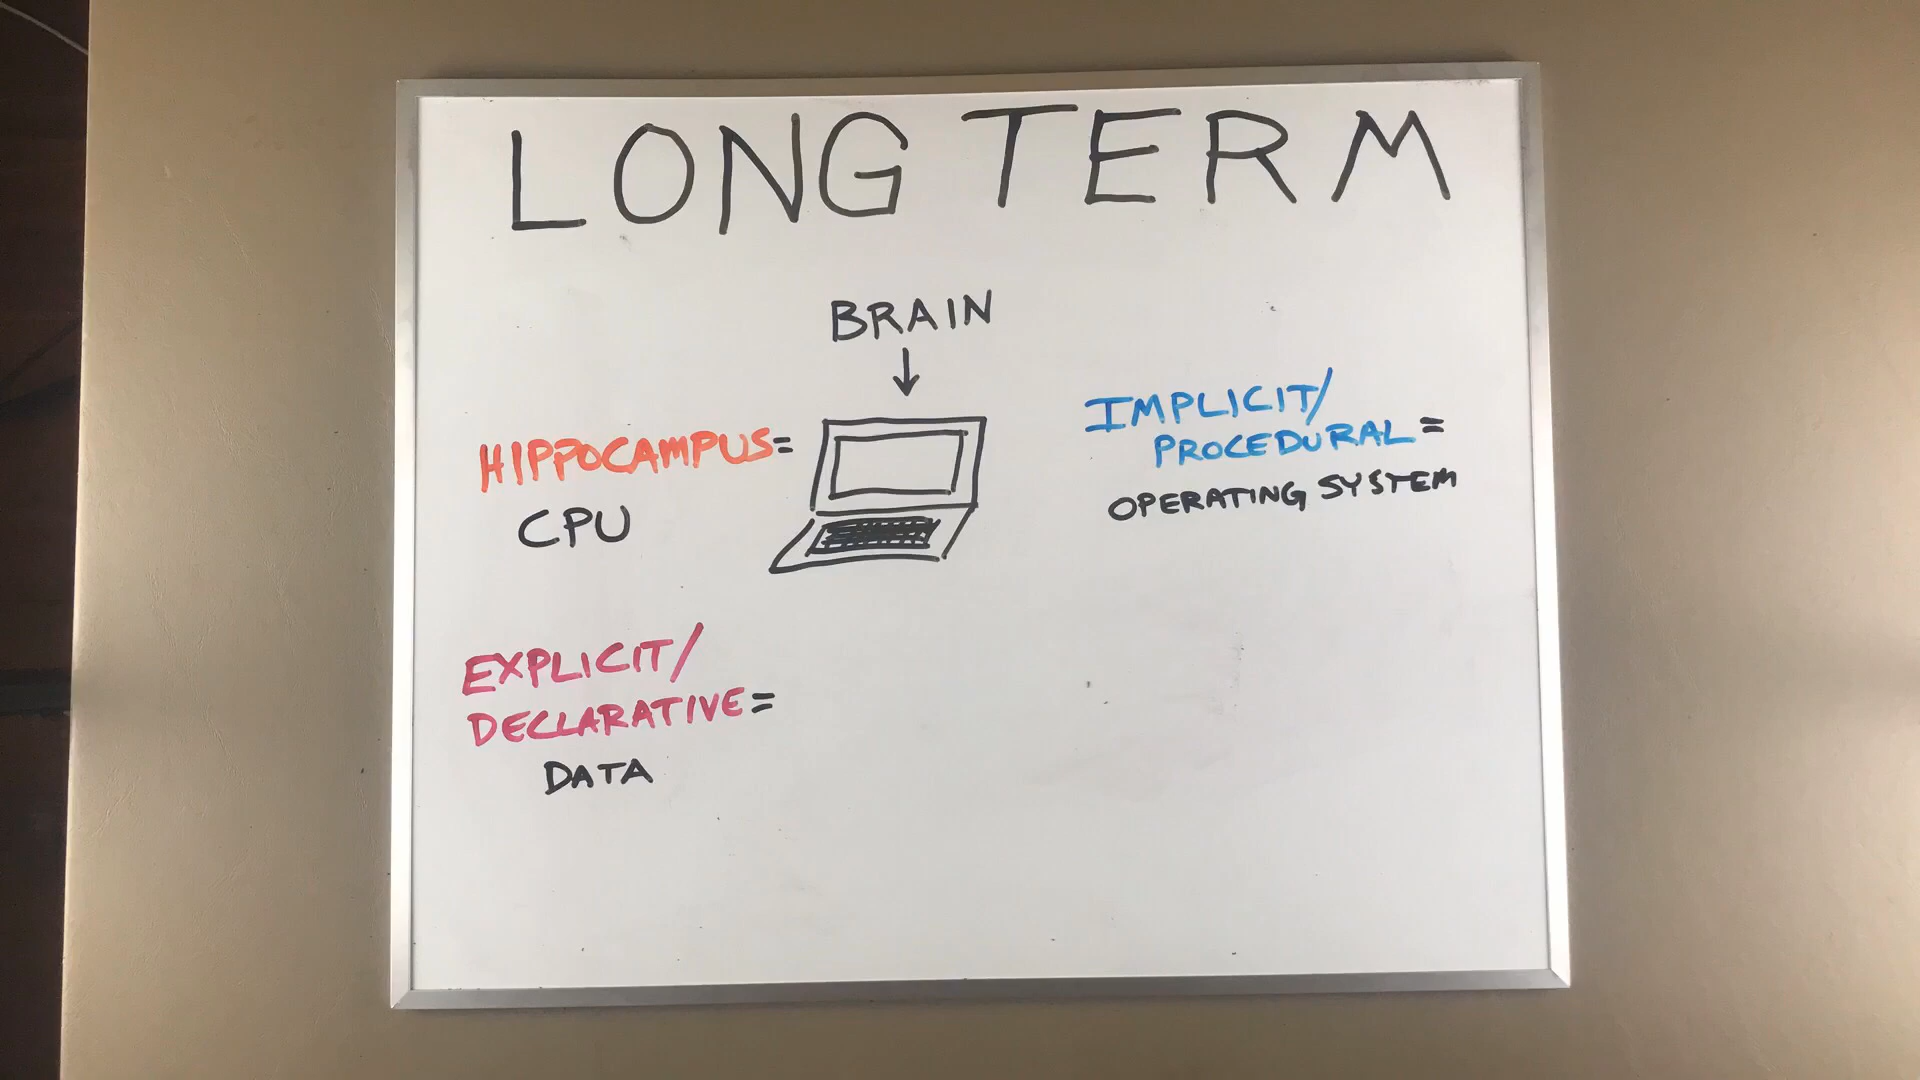 LONG TERM
BRAIN
HIPPOCAMPUS=
CPU
IMPLICIT/
PROCEDURAL=
OPERATING SYSTEM
EXPLICIT/
DECLARATIVE=
DATA